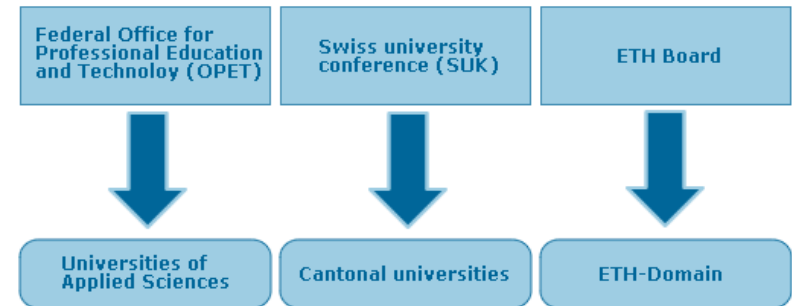 Federal Office for
Professional Education
and Technoloy (OPET)
Swiss university
conference (SUK)
ETH Board
Universities of
Applied Sciences
Cantonal universities
ETH-Domain